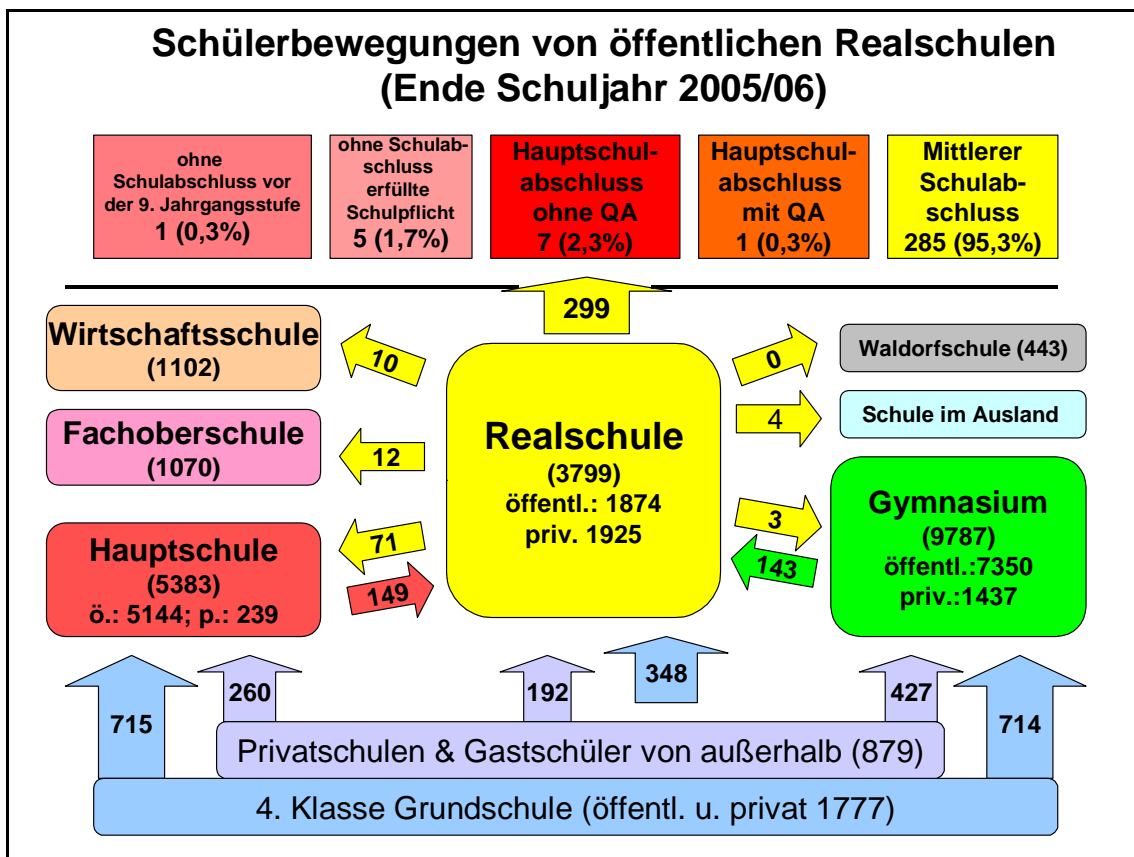 Schülerbewegungen von öffentlichen Realschulen
(Ende Schuljahr 2005/06)
ohne
Schulabschluss vor
der 9. Jahrgangsstufe
1 (0,3%)
ohne Schulab-
schluss
erfüllte
Schulpflicht
5 (1,7%)
Hauptschul-
abschluss
ohne QA
7 (2,3%)
Hauptschul-
abschluss
mit QA
1 (0,3%)
Mittlerer
Schulab-
schluss
285 (95,3%)
299
Wirtschaftsschule
(1102)
10
0
Waldorfschule (443)
Fachoberschule
(1070)
12
Realschule
(3799)
öffentl.: 1874
priv. 1925
4
Schule im Ausland
Hauptschule
(5383)
ö.: 5144; p.: 239
71
149
3
143
Gymnasium
(9787)
öffentl.:7350
priv.:1437
715
260
192
348
427
714
Privatschulen & Gastschüler von außerhalb (879)
4. Klasse Grundschule (öffentl. u. privat 1777)